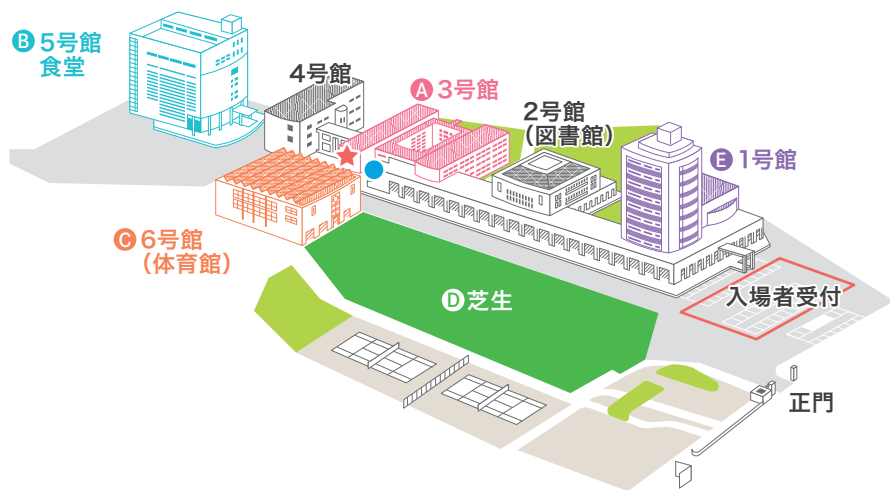 B 5号館
食堂
4号館
A 3号館
2号館
（図書館）
E 1号館
C 6号館
（体育館）
D 芝生
入場者受付
正門